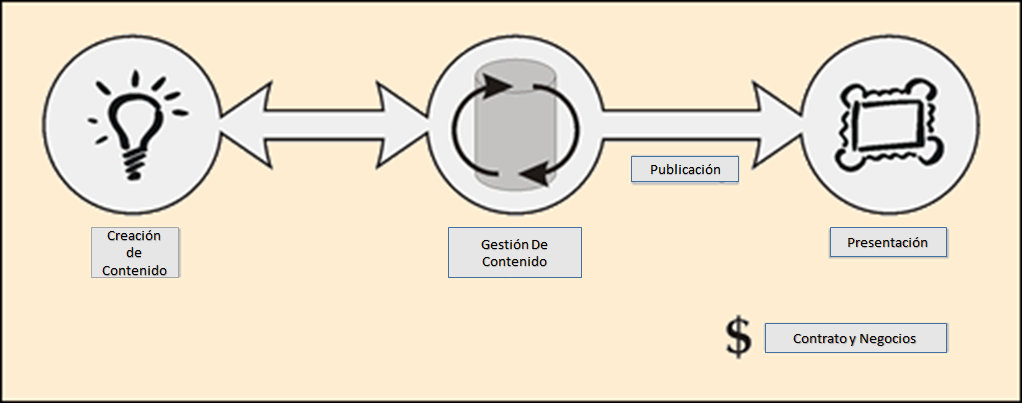 Publicación
Creación
de
Contenido
Gestión De
Contenido
Presentación
$
Contrato y Negocios